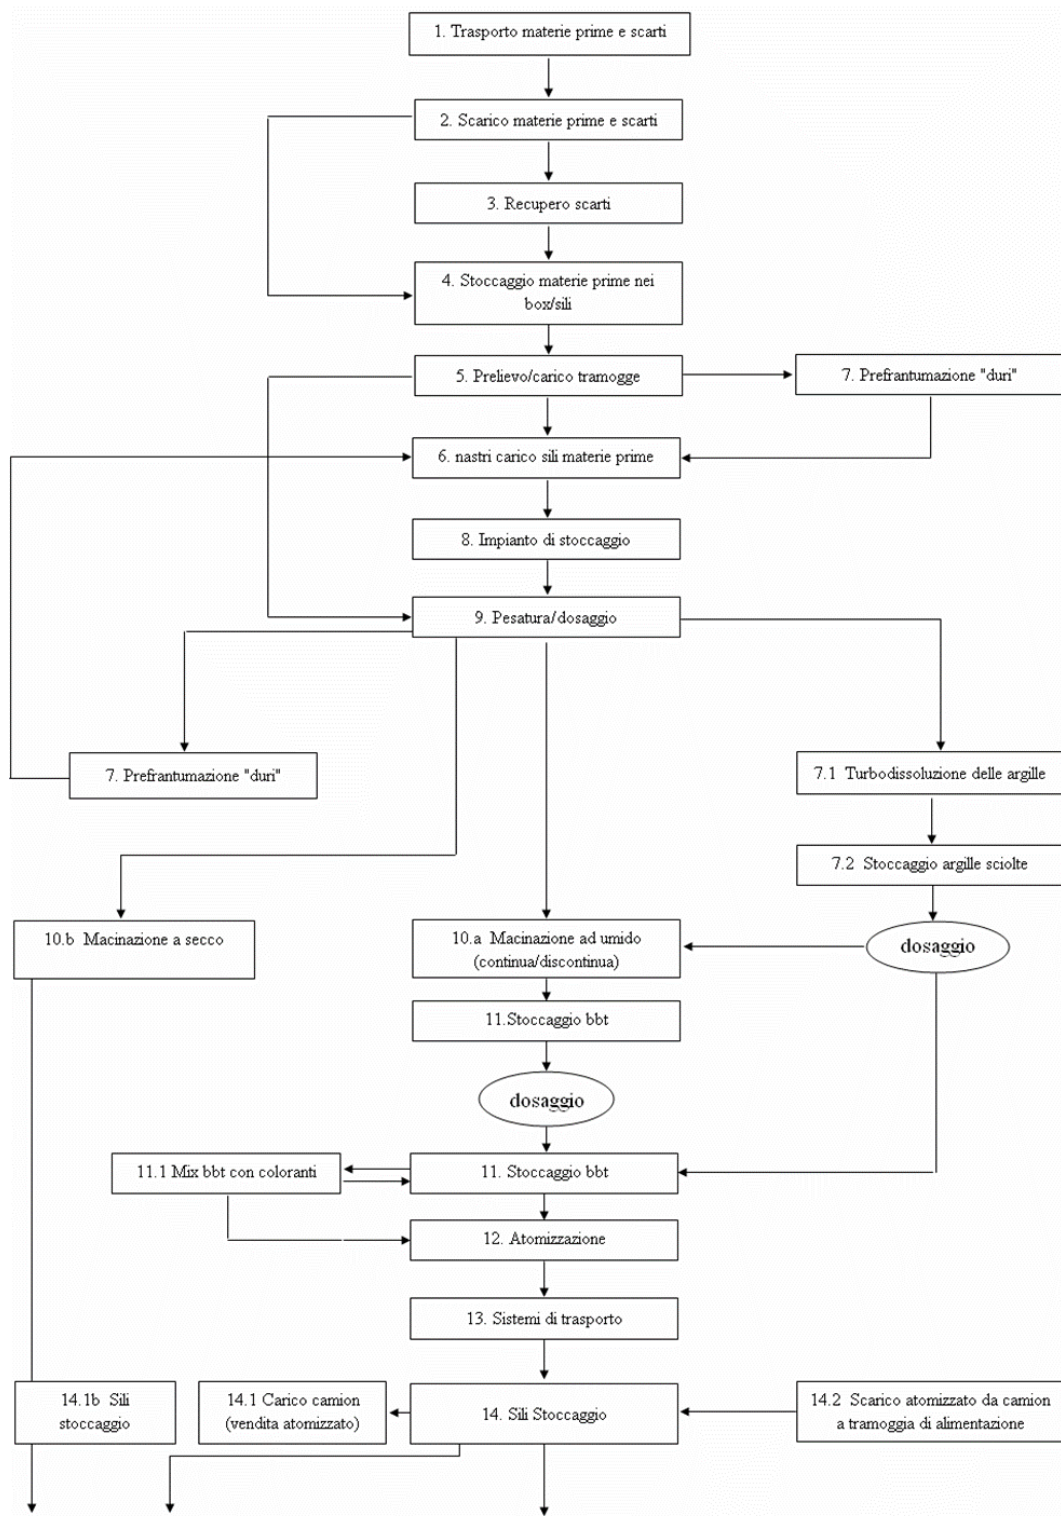 1. Trasporto materie prime e scarti
2. Scarico materie prime e scarti
3. Recupero scarti
4. Stoccaggio materie prime nei
box/sili
5. Prelievo/carico tramogge
7. Prefrantumazione "duri"
6. nastri carico sili materie prime
8. Impianto di stoccaggio
9. Pesatura/dosaggio
7. Prefrantumazione "duri"
7.1 Turbodissoluzione delle argille
7.2 Stoccaggio argille sciolte
10.b Macinazione a secco
10.a Macinazione ad umido
(continua/discontinua)
dosaggio
11.Stoccaggio bbt
dosaggio
11.1 Mix bbt con coloranti
11. Stoccaggio bbt
12. Atomizzazione
13. Sistemi di trasporto
14.1b Sili
stoccaggio
14.1 Carico camion
(vendita atomizzato)
14. Sili Stoccaggio
14.2 Scarico atomizzato da camion
a tramoggia di alimentazione